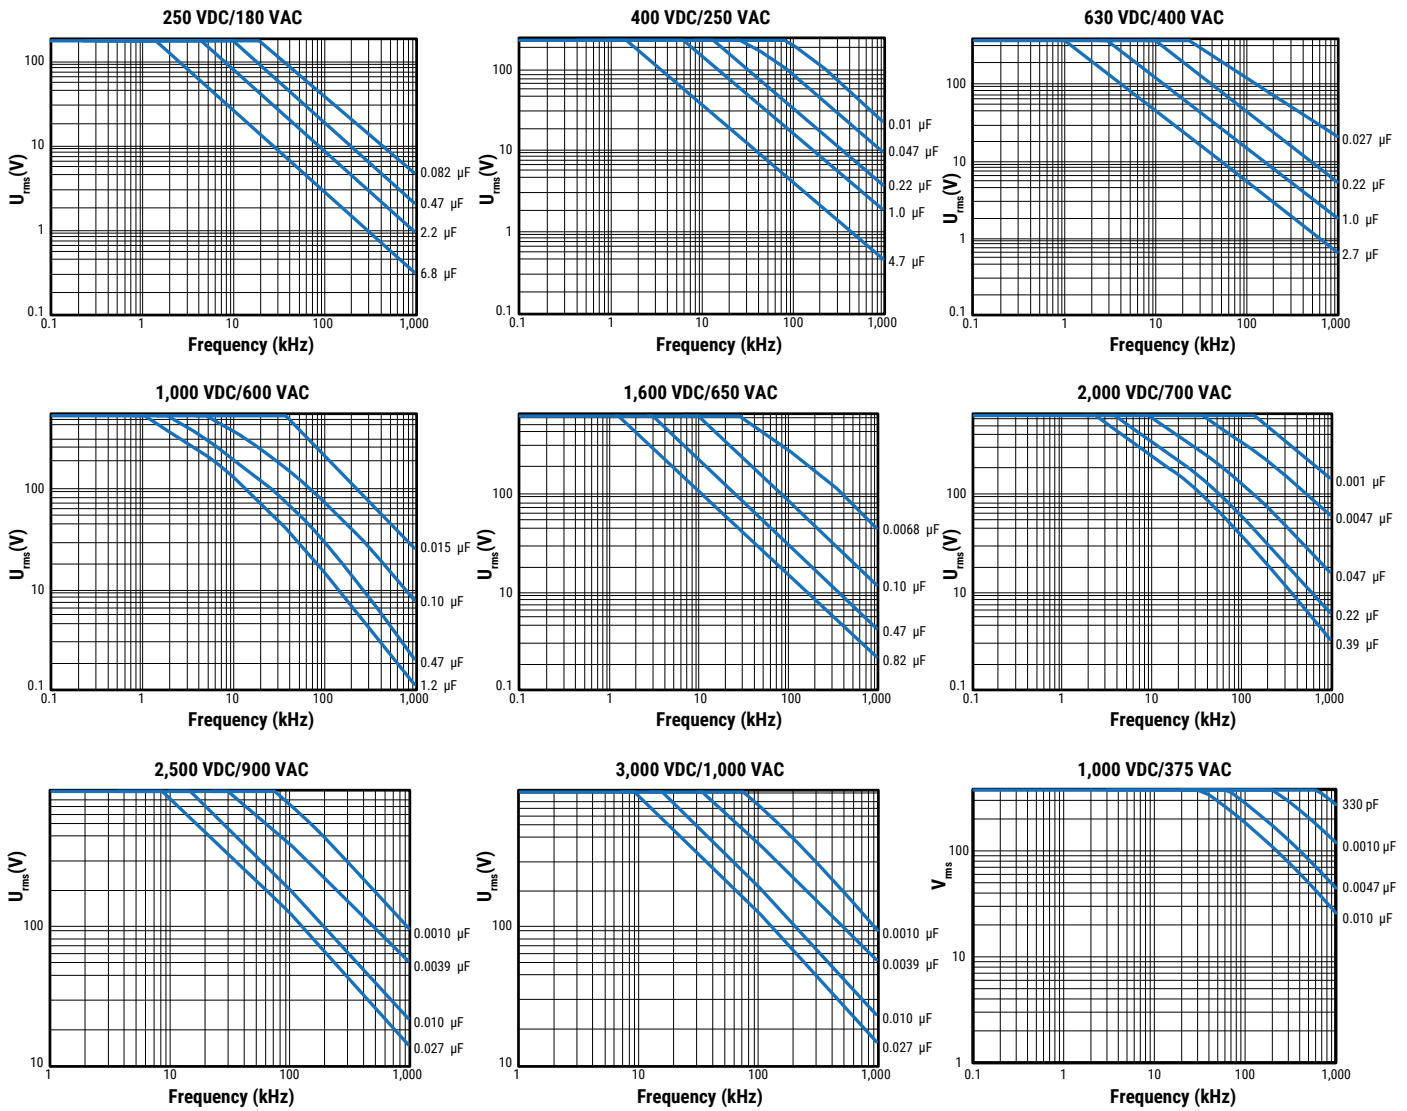 250 VDC/180 VAC
U rms (V)
100
10
1
0.1
0.082 µF
0.47 µF
2.2 µF
6.8 µF
0.1 1 10 100 1,000
Frequency (kHz)
400 VDC/250 VAC
U rms (V)
100
10
1
0.1
0.01 µF
0.047 µF
0.22 µF
1.0 µF
4.7 µF
0.1 1 10 100 1,000
Frequency (kHz)
630 VDC/400 VAC
U rms (V)
100
10
1
0.1
0.027 µF
0.22 µF
1.0 µF
2.7 µF
0.1 1 10 100 1,000
Frequency (kHz)
1,000 VDC/600 VAC
U rms (V)
100
10
0.1
0.015 µF
0.10 µF
0.47 µF
1.2 µF
0.1 1 10 100 1,000
Frequency (kHz)
1,600 VDC/650 VAC
U rms (V)
100
10
0.1
0.0068 µF
0.10 µF
0.47 µF
0.82 µF
0.1 1 10 100 1,000
Frequency (kHz)
2,000 VDC/700 VAC
U rms (V)
100
10
0.1
0.001 µF
0.0047 µF
0.047 µF
0.22 µF
0.39 µF
0.1 1 10 100 1,000
Frequency (kHz)
2,500 VDC/900 VAC
U rms (V)
100
10
0.0010 µF
0.0039 µF
0.010 µF
0.027 µF
1 10 100 1,000
Frequency (kHz)
3,000 VDC/1,000 VAC
U rms (V)
100
10
0.0010 µF
0.0039 µF
0.010 µF
0.027 µF
1 10 100 1,000
Frequency (kHz)
1,000 VDC/375 VAC
V rms
100
10
1
330 pF
0.0010 µF
0.0047 µF
0.010 µF
0.1 1 10 100 1,000
Frequency (kHz)